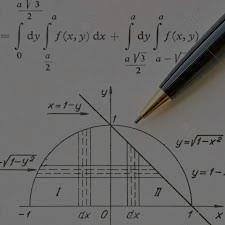 a√3/2 a a a
= ∫ dy ∫ f(x, y) dx + ∫ dy ∫ f(x, y)
0 a/2 a√3/2 a − √
y
x = 1 − y
1
y = √1 − x²
−√1 − y²
y = 1 −
I II
−1 dx 0 dx 1 x